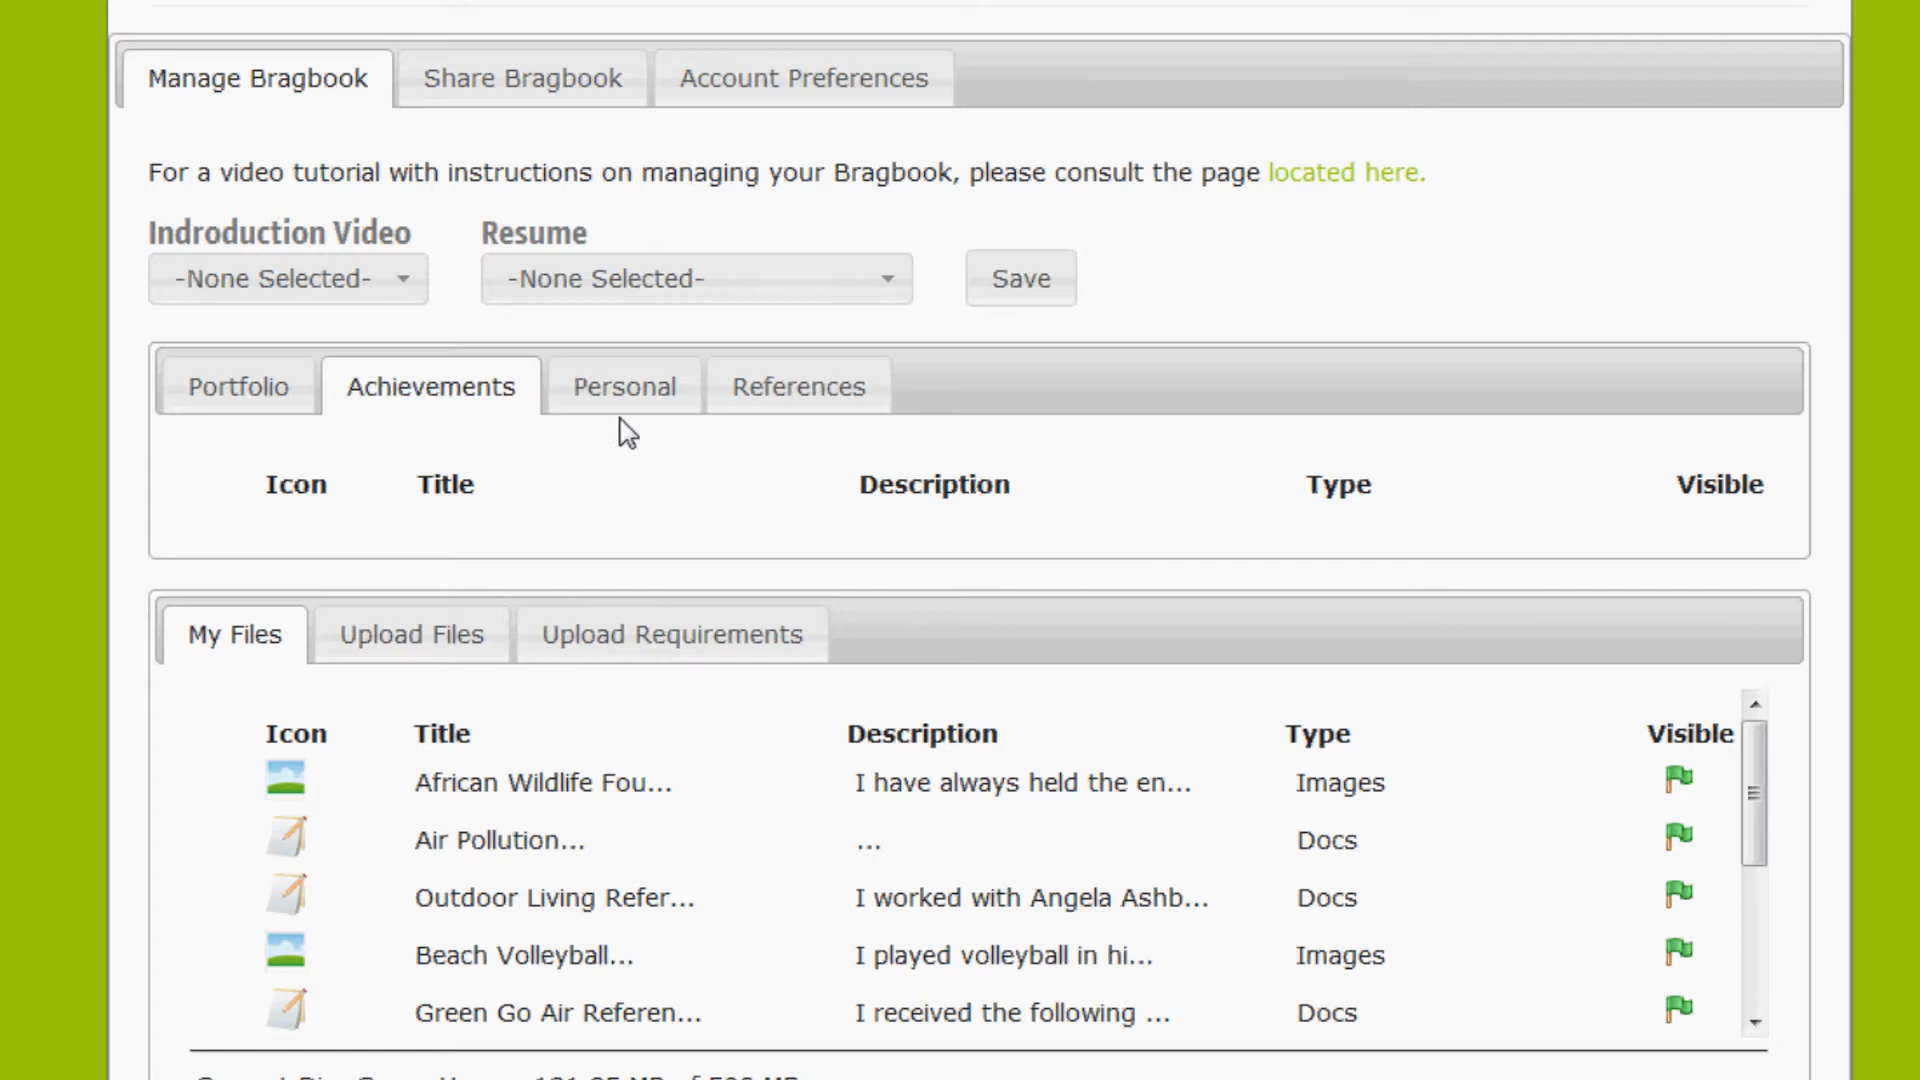 Manage Bragbook Share Bragbook Account Preferences
For a video tutorial with instructions on managing your Bragbook, please consult the page located here.
Indroduction Video Resume
-None Selected- -None Selected- Save
Portfolio Achievements Personal References
Icon Title Description Type Visible
My Files Upload Files Upload Requirements
Icon Title Description Type Visible
African Wildlife Fou... I have always held the en... Images
Air Pollution... ... Docs
Outdoor Living Refer... I worked with Angela Ashb... Docs
Beach Volleyball... I played volleyball in hi... Images
Green Go Air Referen... I received the following ... Docs